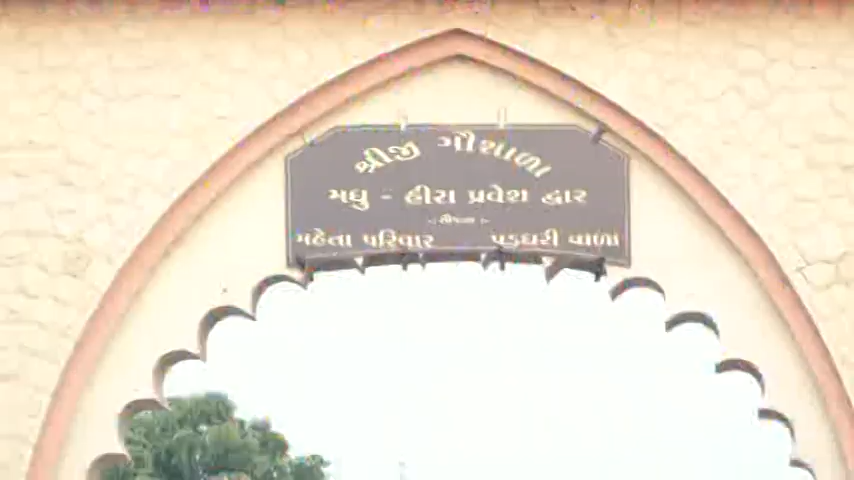 શ્રીજી ગૌશાળા
મધુ - હીરા પ્રવેશ દ્વાર
મહેતા પરિવાર પડધરી વાળા